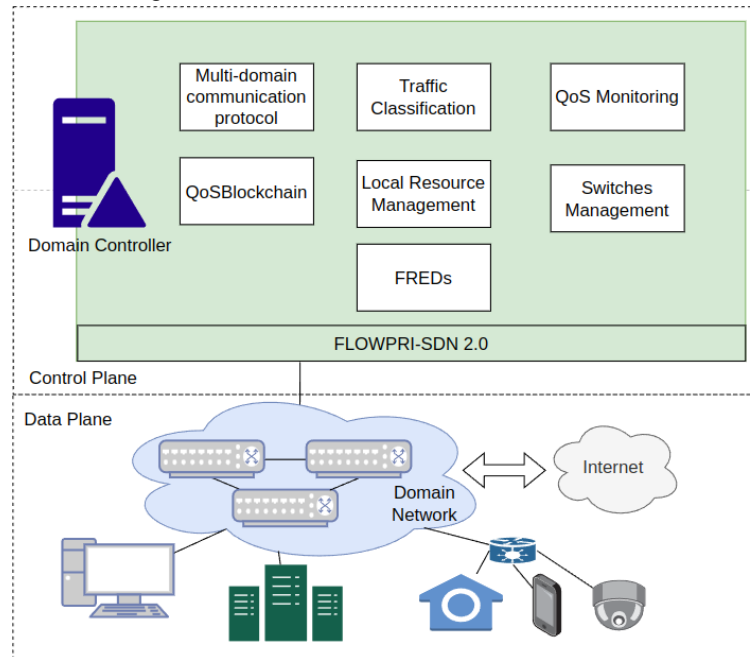 Multi-domain
communication
protocol
Traffic
Classification
QoS Monitoring
QoSBlockchain
Local Resource
Management
Switches
Management
Domain Controller
FREDs
FLOWPRI-SDN 2.0
Control Plane
Data Plane
Internet
Domain
Network